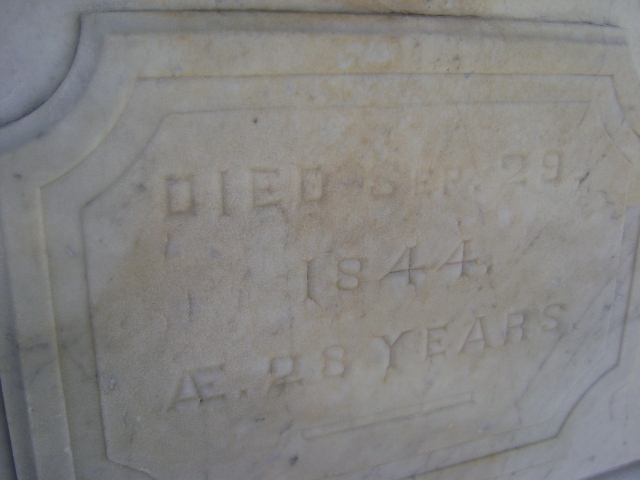 DIED SEP. 29,
1844.
Æ. 28 YEARS.